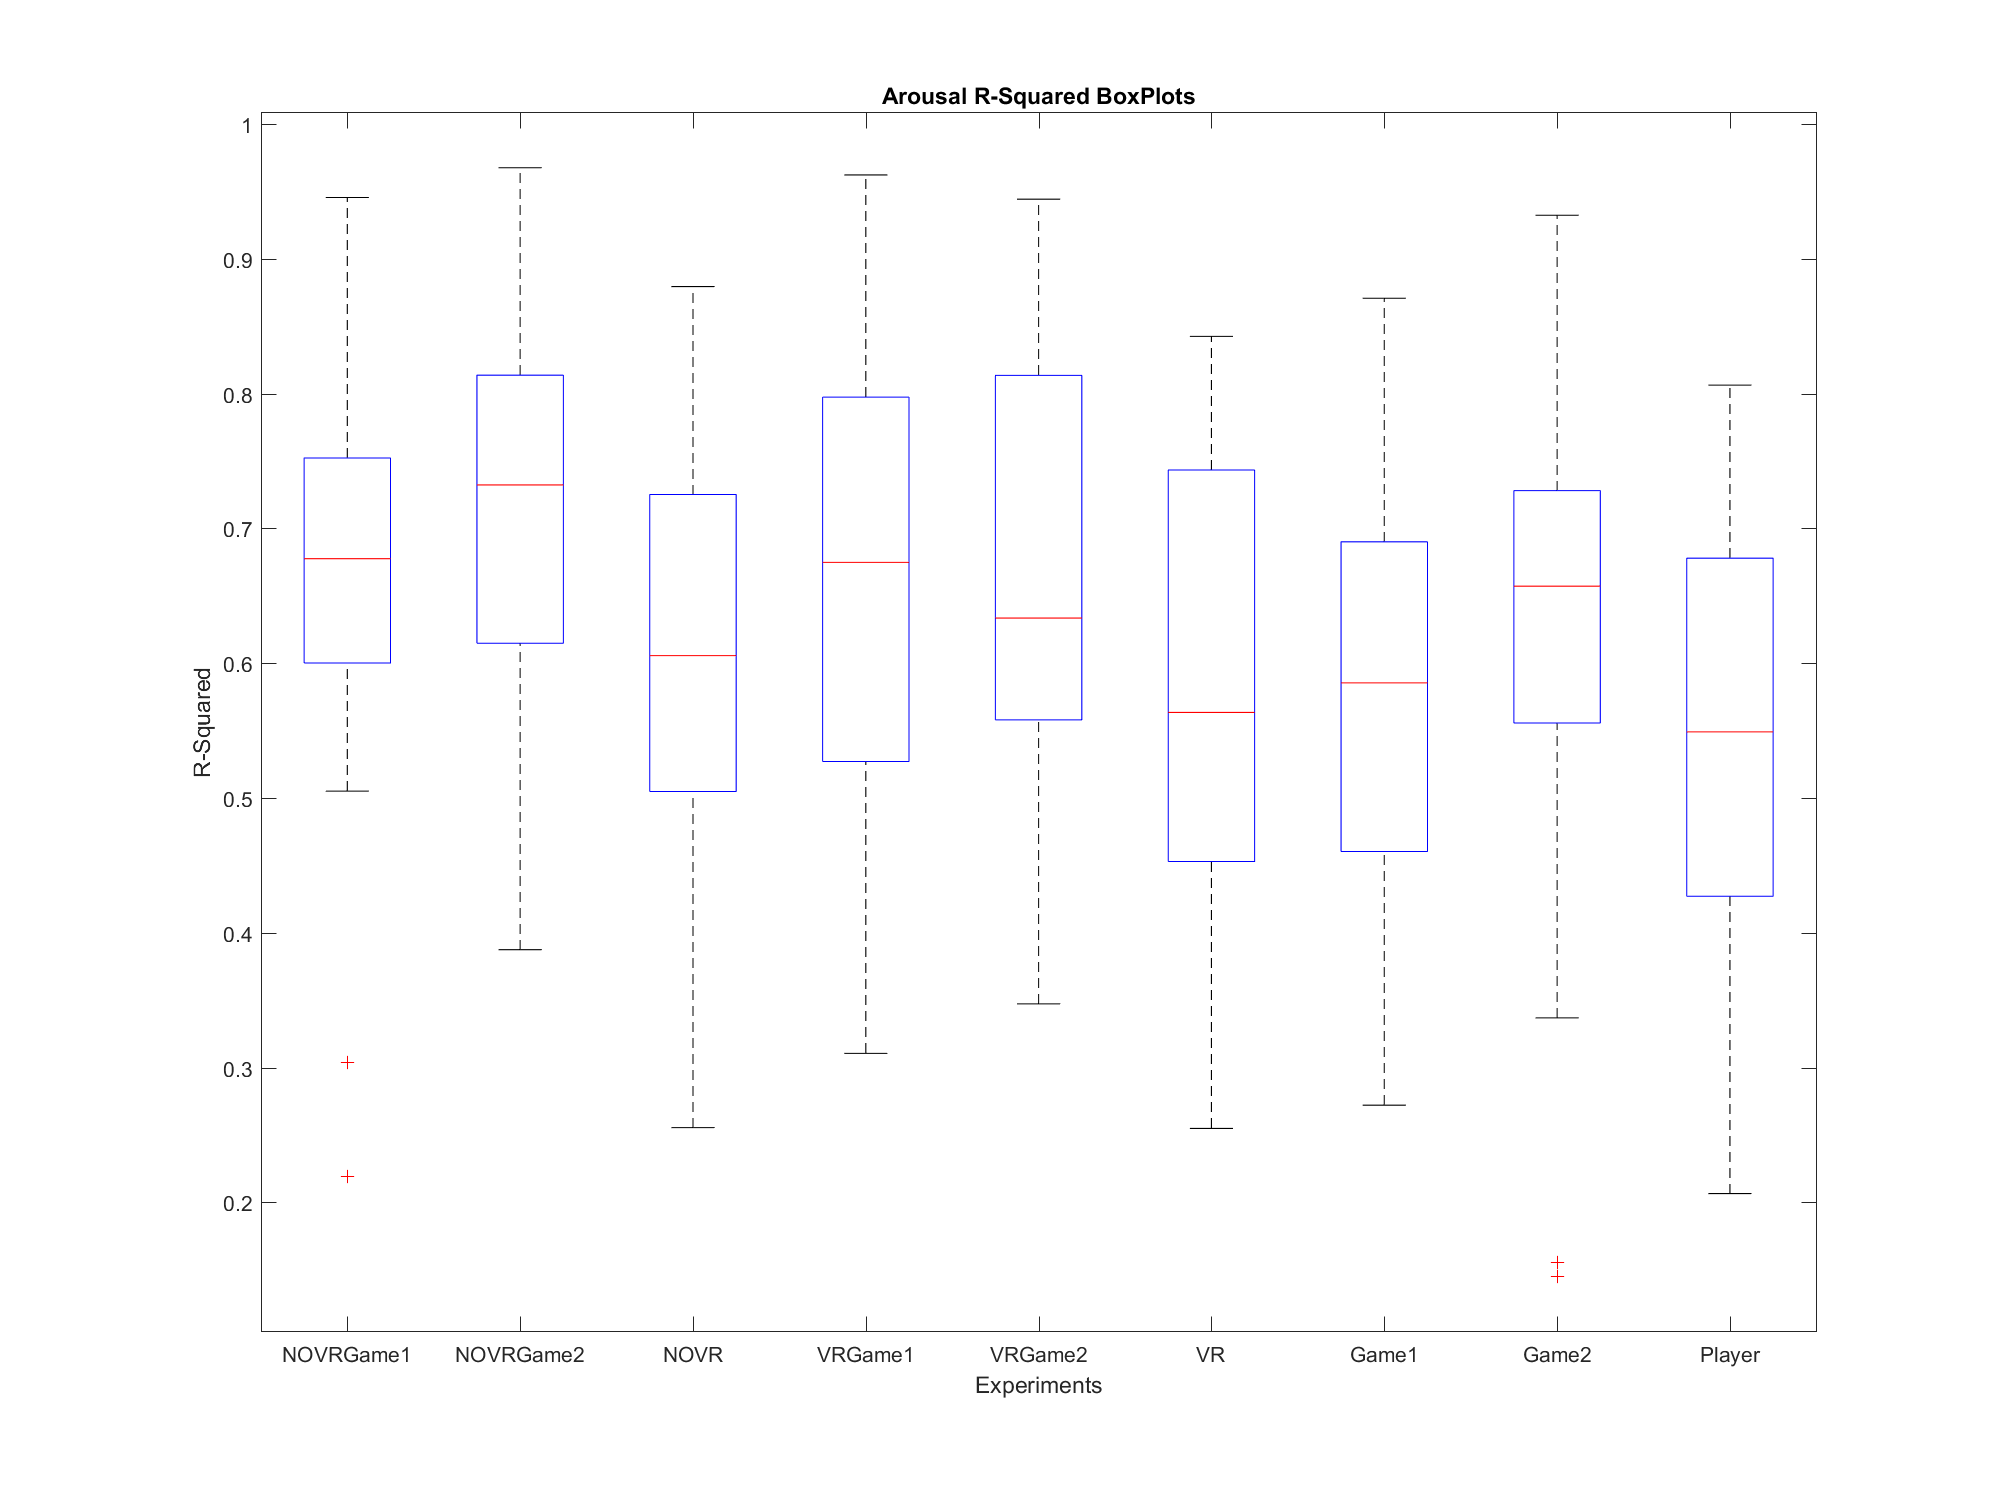 Arousal R-Squared BoxPlots
1
0.9
0.8
0.7
0.6
0.5
0.4
0.3
0.2
R-Squared
NOVRGame1 NOVRGame2 NOVR VRGame1 VRGame2 VR Game1 Game2 Player
Experiments